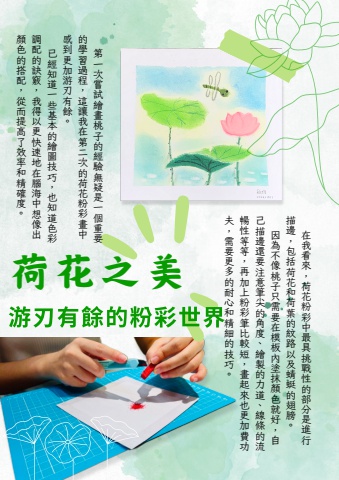 第一次嘗試繪畫桃子的經驗無疑是一個重要
的學習過程，這讓我在第二次的荷花粉彩畫中
感到更加游刃有餘。
已經知道一些基本的繪圖技巧，也知道色彩
調配的訣竅，我得以更快速地在腦海中想像出
顏色的搭配，從而提高了效率和精確度。
荷花之美
游刃有餘的粉彩世界
在我看來，荷花粉彩中最具挑戰性的部分是進行
描邊，包括荷花和荷葉的紋路以及蜻蜓的翅膀。
因為不像桃子只需要在模板內塗抹顏色就好，自
己描邊還要注意筆尖的角度、繪製的力道、線條的流
暢性等等，再加上粉彩筆比較短，畫起來也更加費功
夫，需要更多的耐心和精細的技巧。